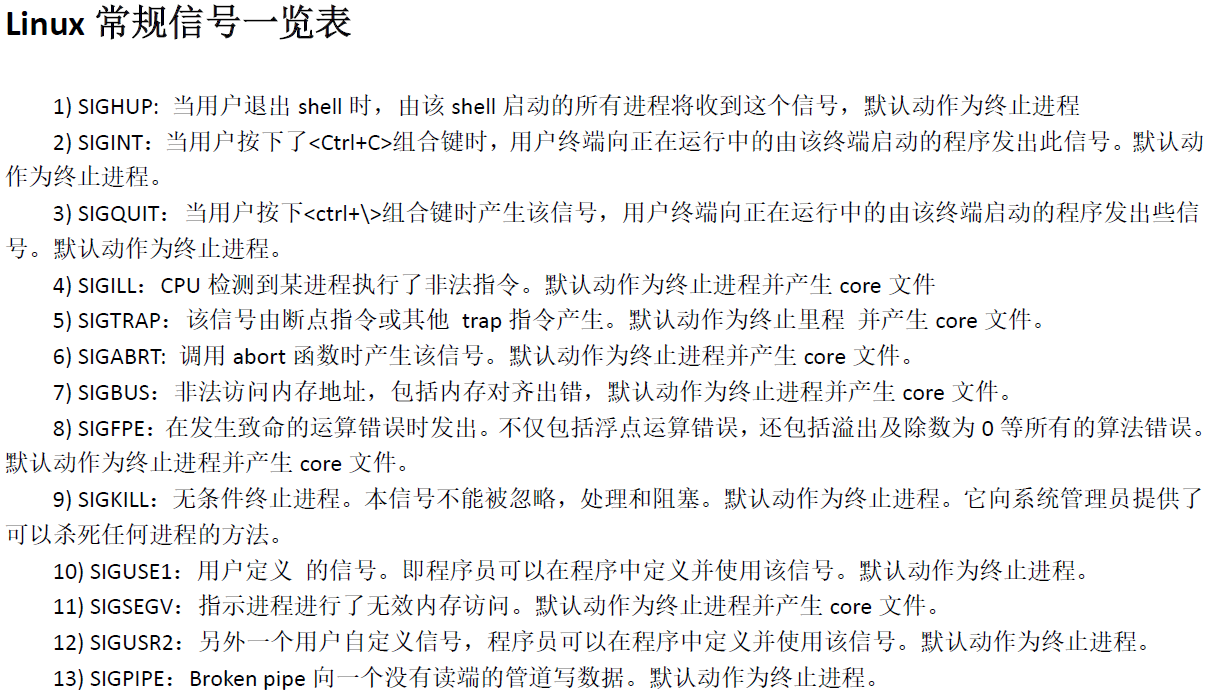 Linux 常规信号一览表
1) SIGHUP: 当用户退出 shell 时，由该 shell 启动的所有进程将收到这个信号，默认动作为终止进程
2) SIGINT：当用户按下了<Ctrl+C>组合键时，用户终端向正在运行中的由该终端启动的程序发出此信号。默认动
作为终止进程。
3) SIGQUIT：当用户按下<ctrl+\>组合键时产生该信号，用户终端向正在运行中的由该终端启动的程序发出些信
号。默认动作为终止进程。
4) SIGILL：CPU 检测到某进程执行了非法指令。默认动作为终止进程并产生 core 文件
5) SIGTRAP：该信号由断点指令或其他 trap 指令产生。默认动作为终止里程 并产生 core 文件。
6) SIGABRT: 调用 abort 函数时产生该信号。默认动作为终止进程并产生 core 文件。
7) SIGBUS：非法访问内存地址，包括内存对齐出错，默认动作为终止进程并产生 core 文件。
8) SIGFPE：在发生致命的运算错误时发出。不仅包括浮点运算错误，还包括溢出及除数为 0 等所有的算法错误。
默认动作为终止进程并产生 core 文件。
9) SIGKILL：无条件终止进程。本信号不能被忽略，处理和阻塞。默认动作为终止进程。它向系统管理员提供了
可以杀死任何进程的方法。
10) SIGUSE1：用户定义 的信号。即程序员可以在程序中定义并使用该信号。默认动作为终止进程。
11) SIGSEGV：指示进程进行了无效内存访问。默认动作为终止进程并产生 core 文件。
12) SIGUSR2：另外一个用户自定义信号，程序员可以在程序中定义并使用该信号。默认动作为终止进程。
13) SIGPIPE：Broken pipe 向一个没有读端的管道写数据。默认动作为终止进程。